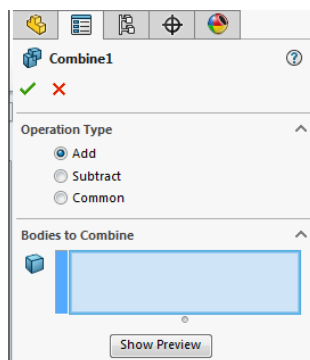 Combine1
Operation Type
Add
Subtract
Common
Bodies to Combine
Show Preview